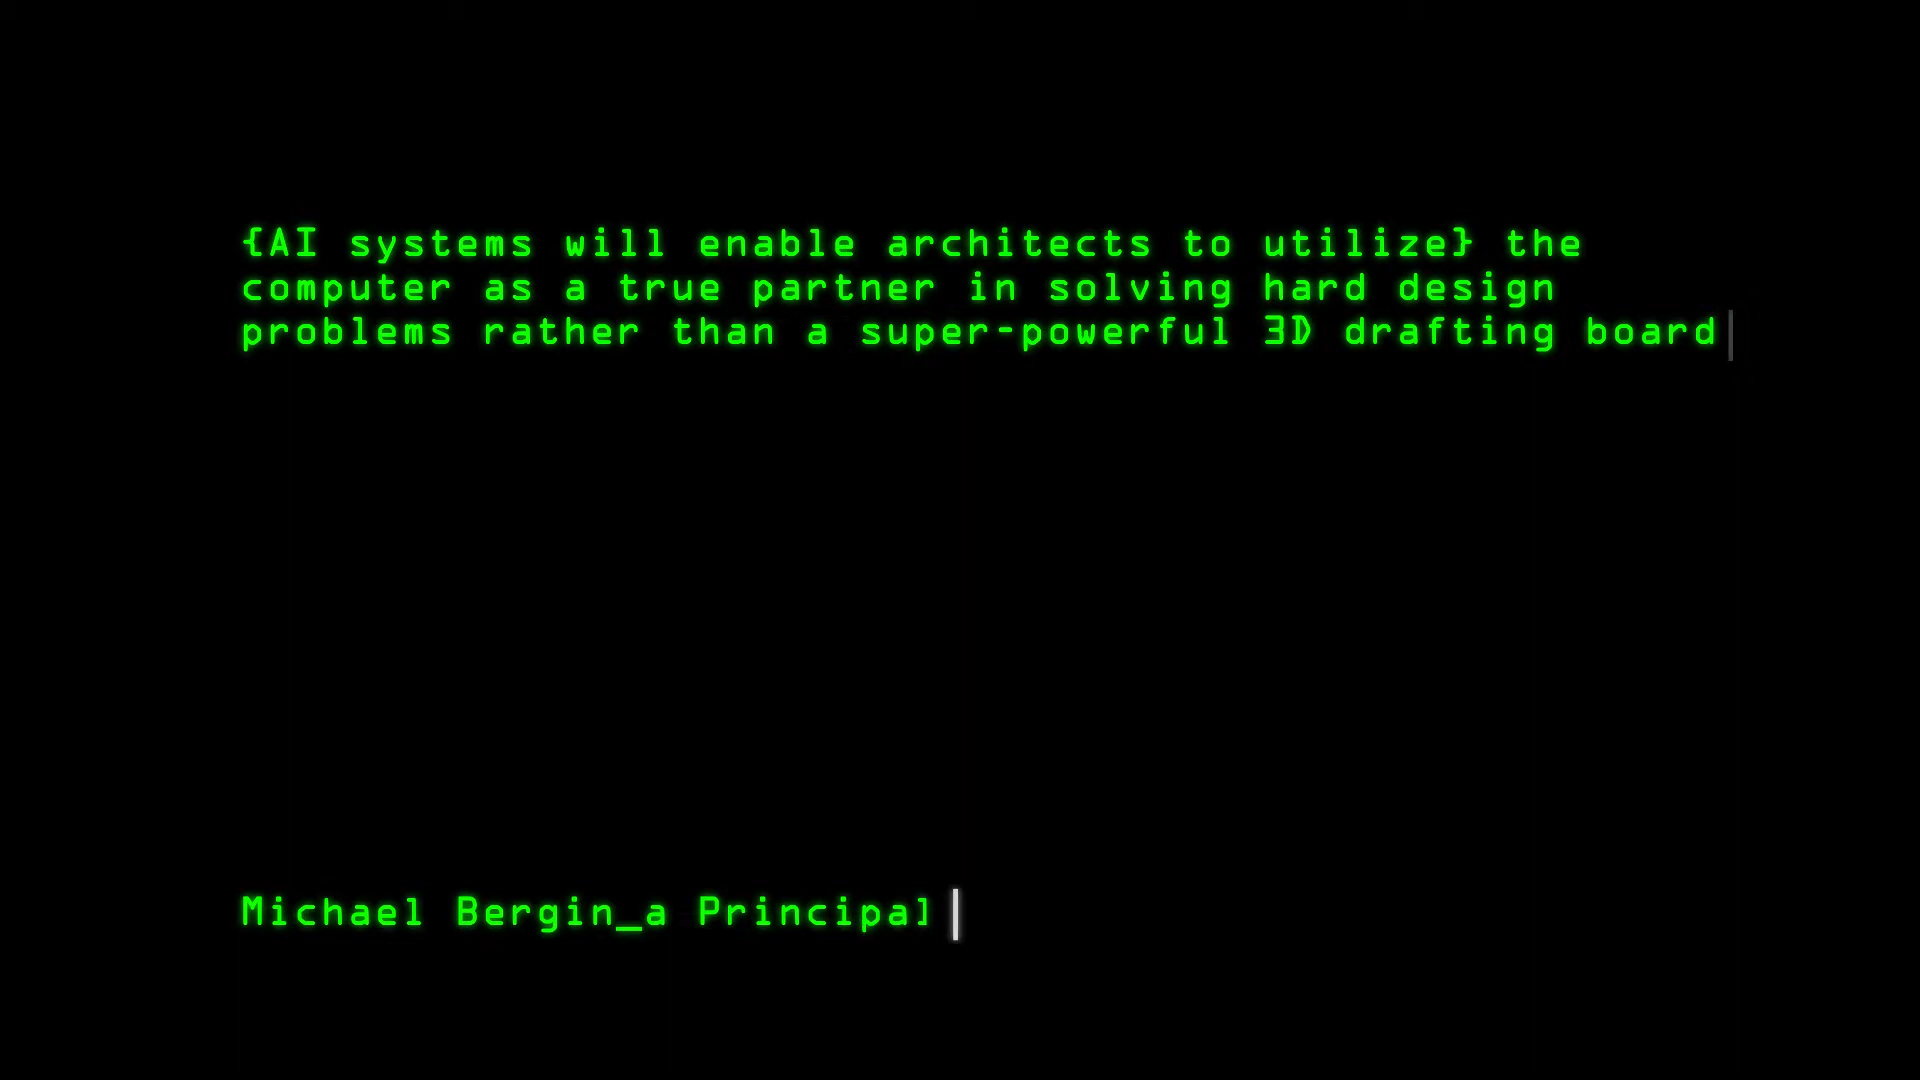 {AI systems will enable architects to utilize} the
computer as a true partner in solving hard design
problems rather than a super-powerful 3D drafting board
Michael Bergin_a Principal